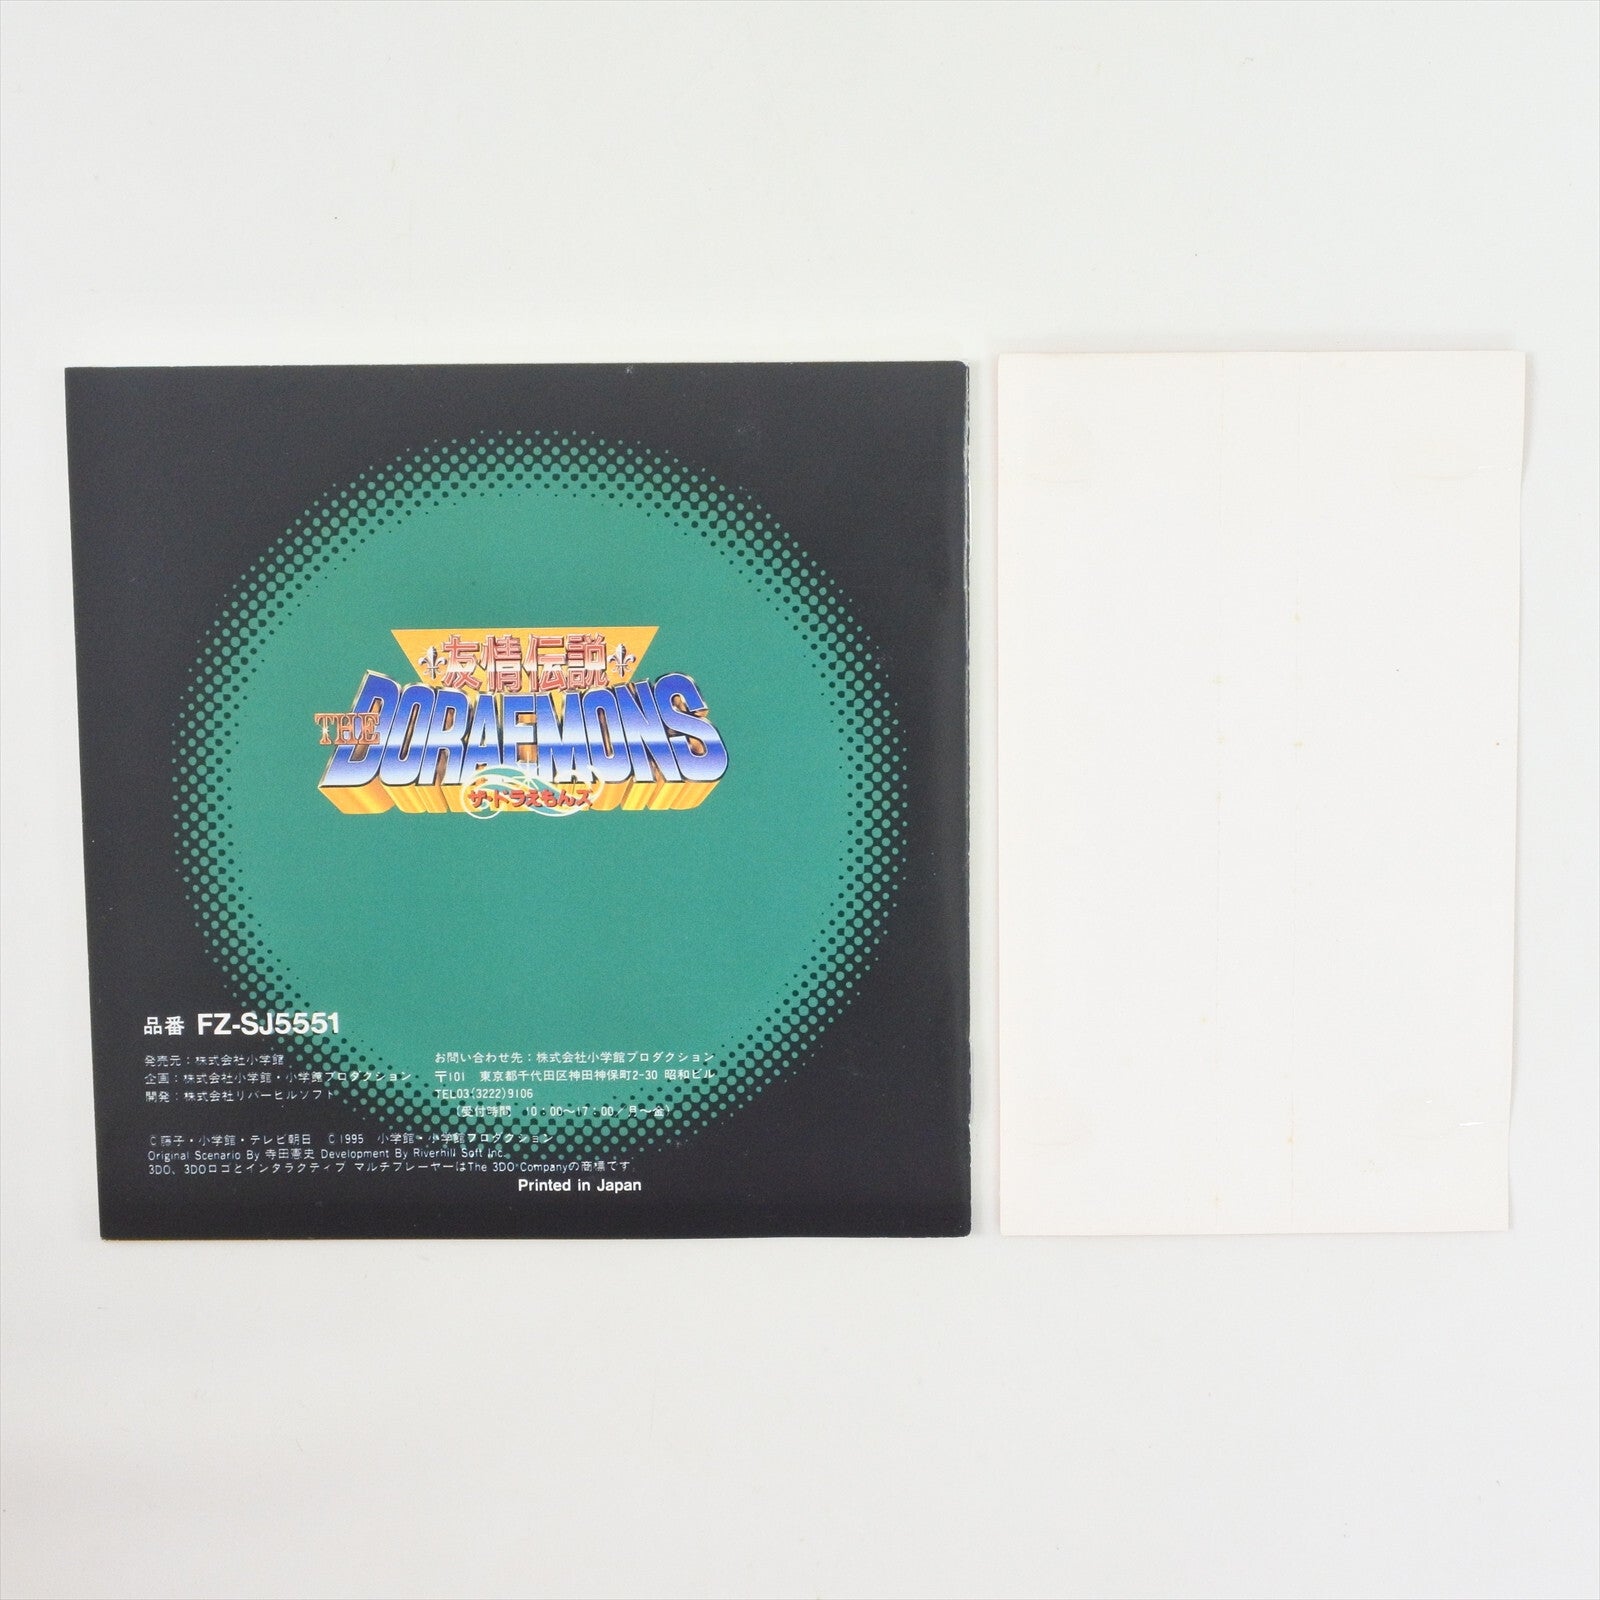 友情伝説
THE DORAEMONS
ザ・ドラえもんズ
品番 FZ-SJ5551
発売元：株式会社小学館
企画：株式会社小学館・小学館プロダクション
開発：株式会社リバーヒルソフト
お問い合わせ先：株式会社小学館プロダクション
〒101 東京都千代田区神田神保町2-30 昭和ビル
TEL03(3222)9106
(受付時間 10:00〜17:00/月〜金)
©藤子・小学館・テレビ朝日 ©1995 小学館・小学館プロダクション
Original Scenario By 寺田憲史 Development By Riverhill Soft Inc.
3DO、3DOロゴとインタラクティブ マルチプレーヤーはThe 3DO Companyの商標です。
Printed in Japan